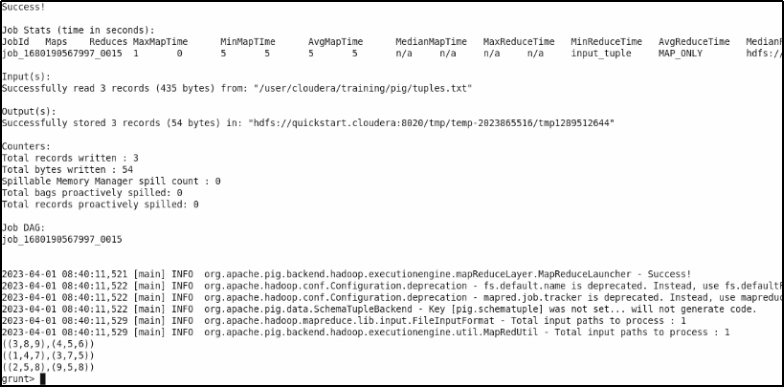 Success!
Job Stats (time in seconds):
JobId Maps Reduces MaxMapTime MinMapTIme AvgMapTime MedianMapTime MaxReduceTime MinReduceTime AvgReduceTime
job_1680190567997_0015 1 0 5 5 5 5 n/a n/a n/a n/a input_tuple MAP_ONLY hdfs:/
Input(s):
Successfully read 3 records (435 bytes) from: "/user/cloudera/training/pig/tuples.txt"
Output(s):
Successfully stored 3 records (54 bytes) in: "hdfs://quickstart.cloudera:8020/tmp/temp-2023865516/tmp1289512644"
Counters:
Total records written : 3
Total bytes written : 54
Spillable Memory Manager spill count : 0
Total bags proactively spilled: 0
Total records proactively spilled: 0
Job DAG:
job_1680190567997_0015
2023-04-01 08:40:11,521 [main] INFO org.apache.pig.backend.hadoop.executionengine.mapReduceLayer.MapReduceLauncher - Success!
2023-04-01 08:40:11,522 [main] INFO org.apache.hadoop.conf.Configuration.deprecation - fs.default.name is deprecated. Instead, use fs.default
2023-04-01 08:40:11,522 [main] INFO org.apache.hadoop.conf.Configuration.deprecation - mapred.job.tracker is deprecated. Instead, use mapredu
2023-04-01 08:40:11,522 [main] INFO org.apache.pig.data.SchemaTupleBackend - Key [pig.schematuple] was not set... will not generate code.
2023-04-01 08:40:11,529 [main] INFO org.apache.hadoop.mapreduce.lib.input.FileInputFormat - Total input paths to process : 1
2023-04-01 08:40:11,529 [main] INFO org.apache.pig.backend.hadoop.executionengine.util.MapRedUtil - Total input paths to process : 1
((3,8,9),(4,5,6))
((1,4,7),(3,7,5))
((2,5,8),(9,5,8))
grunt>